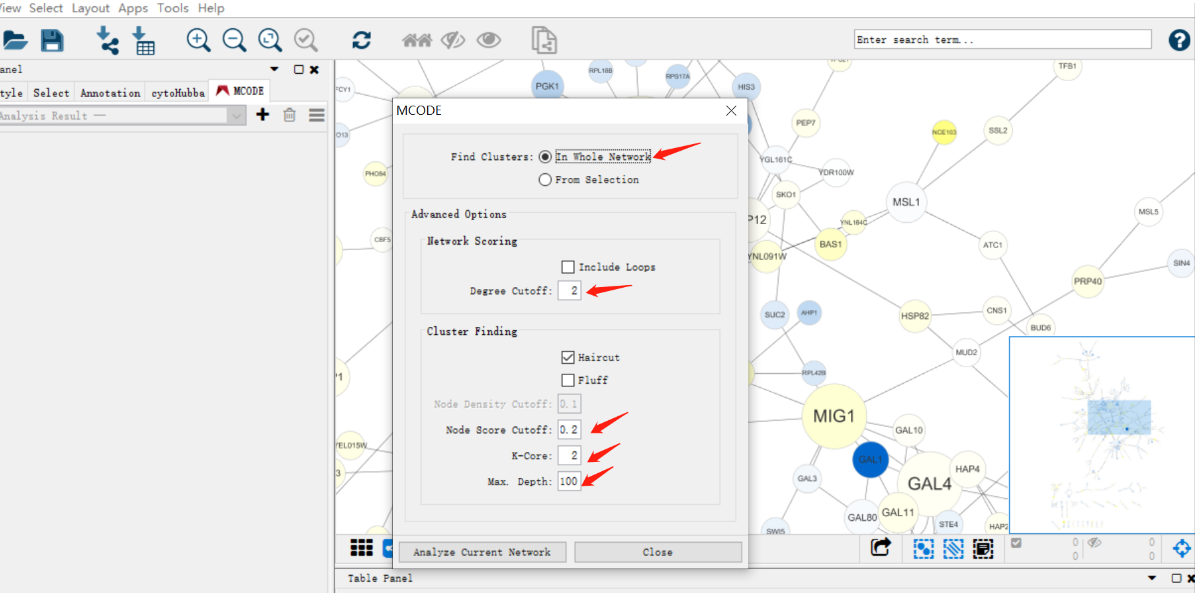 View Select Layout Apps Tools Help
Enter search term...
anel
tyle Select Annotation cytoHubba MCODE
Analysis Result —
MCODE
Find Clusters: In Whole Network
From Selection
Advanced Options
Network Scoring
Include Loops
Degree Cutoff: 2
Cluster Finding
Haircut
Fluff
Node Density Cutoff: 0.1
Node Score Cutoff: 0.2
K-Core: 2
Max. Depth: 100
Analyze Current Network Close
TFB1
RPL18B
RPS17A
PGK1
HIS3
FCY1
PEP7
NCE103
SSL2
O13
YGL161C
YDR100W
PHO84
SKO1
MSL1
P12
YNL164C
MSL5
CBF5
BAS1
ATC1
YNL091W
SIN4
PRP40
SUC2
AHP1
HSP82
CNS1
BUD6
MUD2
RPL42B
MIG1
GAL10
YEL015W
GAL1
HAP4
GAL3
GAL4
GAL80
GAL11
STE4
HAP2
SWI5
0 0
0 0
Table Panel